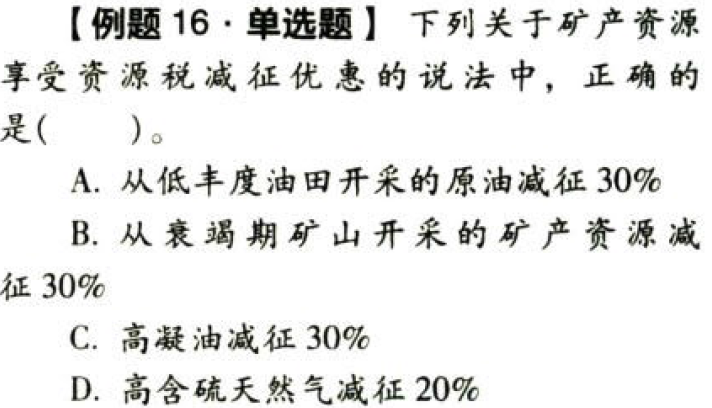 【例题 16·单选题】 下列关于矿产资源
享受资源税减征优惠的说法中，正确的
是(　　)。
A. 从低丰度油田开采的原油减征 30%
B. 从衰竭期矿山开采的矿产资源减
征 30%
C. 高凝油减征 30%
D. 高含硫天然气减征 20%